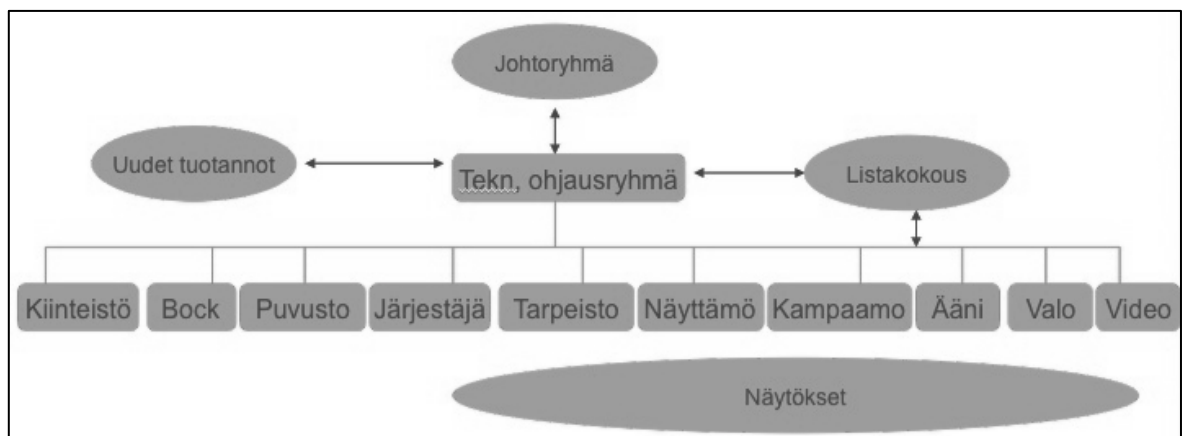 Johtoryhmä
Uudet tuotannot
Tekn, ohjausryhmä
Listakokous
Kiinteistö
Bock
Puvusto
Järjestäjä
Tarpeisto
Näyttämö
Kampaamo
Ääni
Valo
Video
Näytökset